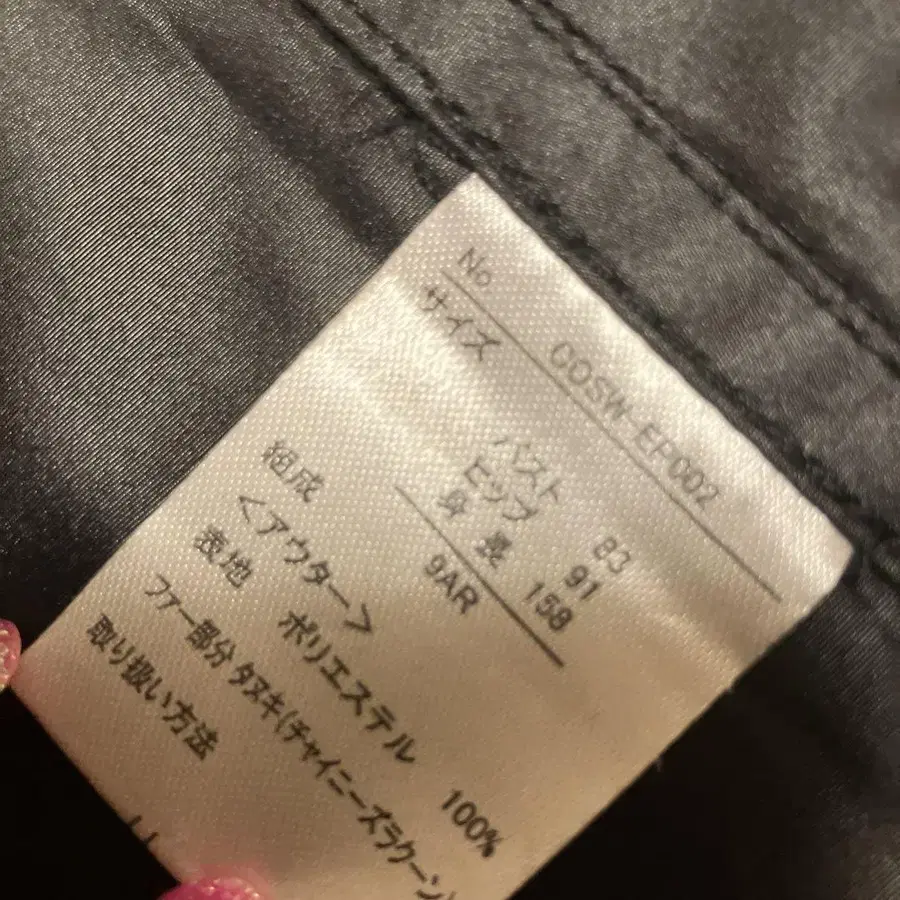 No COSW-EP002
サイズ
バスト 83
ヒップ 91
身長 158
9AR
組成
<アウター>
表地 ポリエステル 100%
ファー部分 タヌキ(チャイニーズラクーン)
取り扱い方法